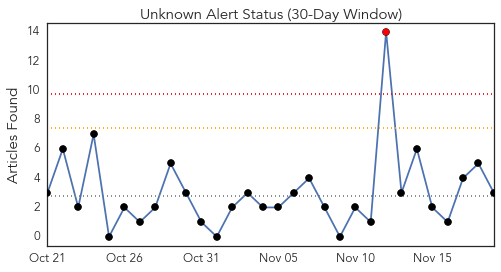 Unknown Alert Status (30-Day Window)
Articles Found
14
12
10
8
6
4
2
0
Oct 21 Oct 26 Oct 31 Nov 05 Nov 10 Nov 15